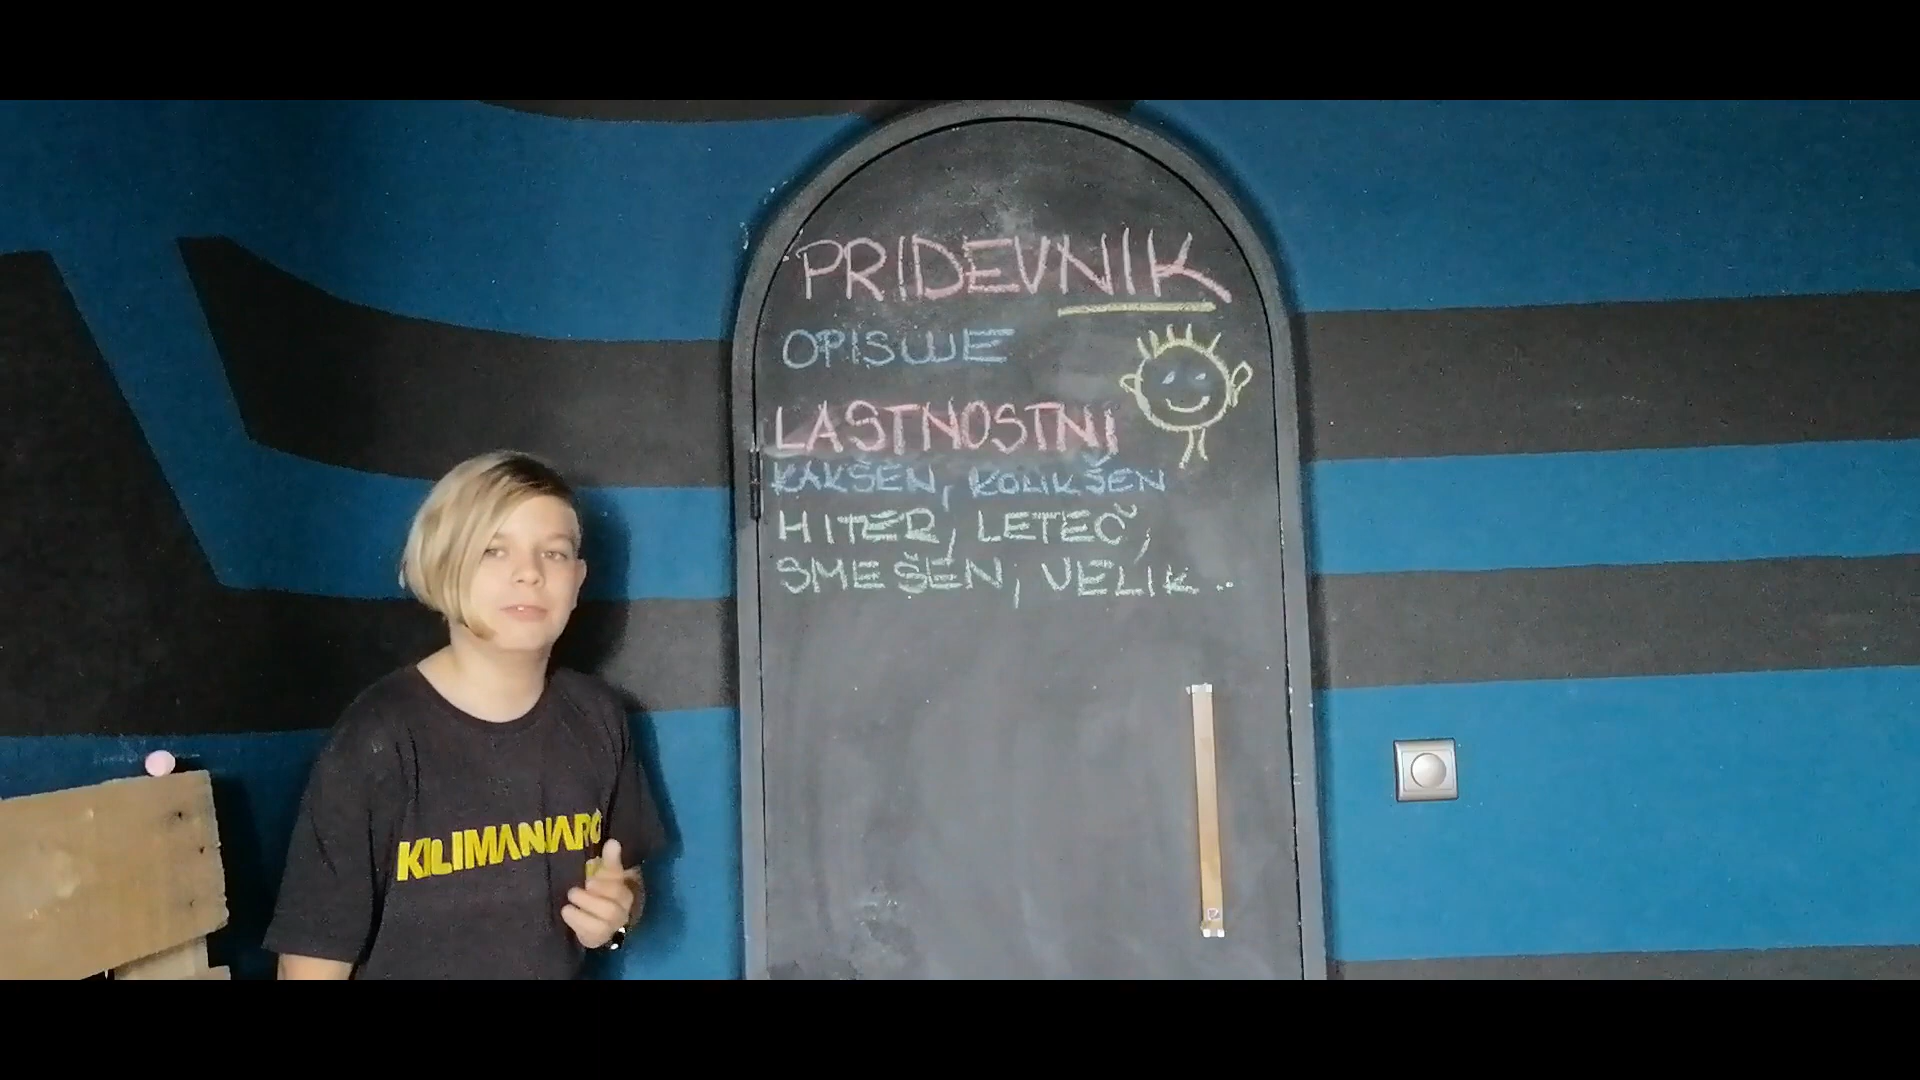 PRIDEVNIK
OPISUJE
LASTNOSTNI
KAKŠEN, KOLIKŠEN
HITER, LETEČ,
SMEŠEN, VELIK.
KILIMANJARO